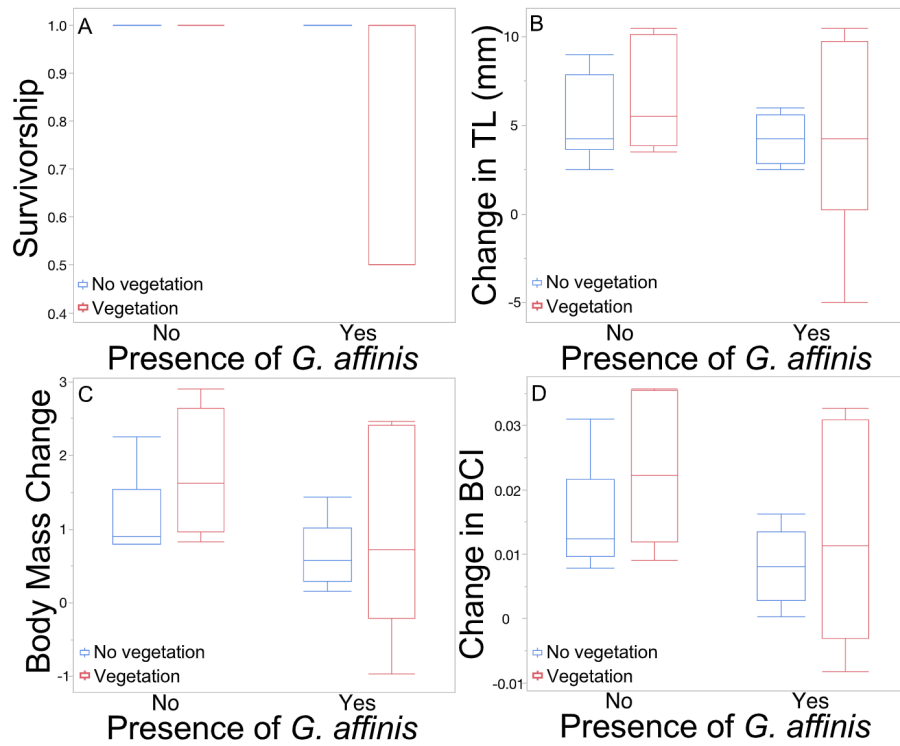 A
Survivorship
1.0
0.9
0.8
0.7
0.6
0.5
0.4
No vegetation
Vegetation
No
Yes
Presence of G. affinis
B
Change in TL (mm)
10
5
0
-5
No vegetation
Vegetation
No
Yes
Presence of G. affinis
C
Body Mass Change
3
2
1
0
-1
No vegetation
Vegetation
No
Yes
Presence of G. affinis
D
Change in BCI
0.03
0.02
0.01
0
-0.01
No vegetation
Vegetation
No
Yes
Presence of G. affinis